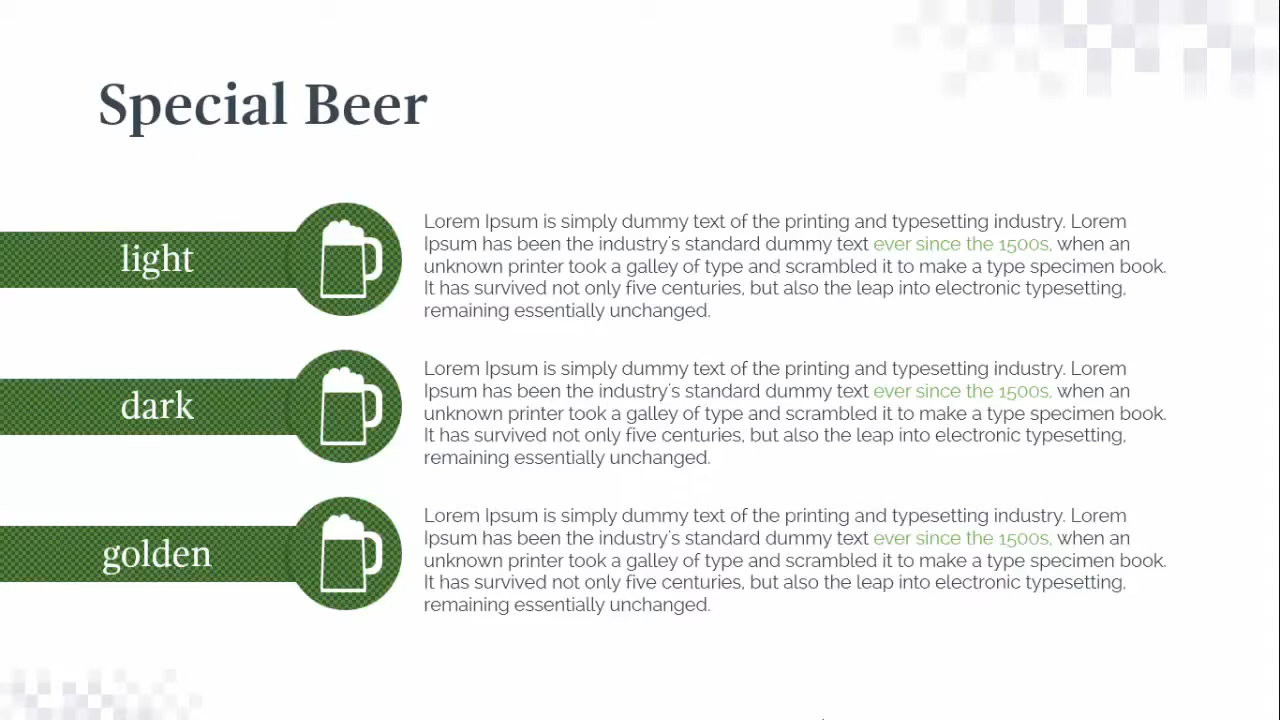 Special Beer
light
Lorem Ipsum is simply dummy text of the printing and typesetting industry. Lorem
Ipsum has been the industry's standard dummy text ever since the 1500s, when an
unknown printer took a galley of type and scrambled it to make a type specimen book.
It has survived not only five centuries, but also the leap into electronic typesetting,
remaining essentially unchanged.
dark
Lorem Ipsum is simply dummy text of the printing and typesetting industry. Lorem
Ipsum has been the industry's standard dummy text ever since the 1500s, when an
unknown printer took a galley of type and scrambled it to make a type specimen book.
It has survived not only five centuries, but also the leap into electronic typesetting,
remaining essentially unchanged.
golden
Lorem Ipsum is simply dummy text of the printing and typesetting industry. Lorem
Ipsum has been the industry's standard dummy text ever since the 1500s, when an
unknown printer took a galley of type and scrambled it to make a type specimen book.
It has survived not only five centuries, but also the leap into electronic typesetting,
remaining essentially unchanged.